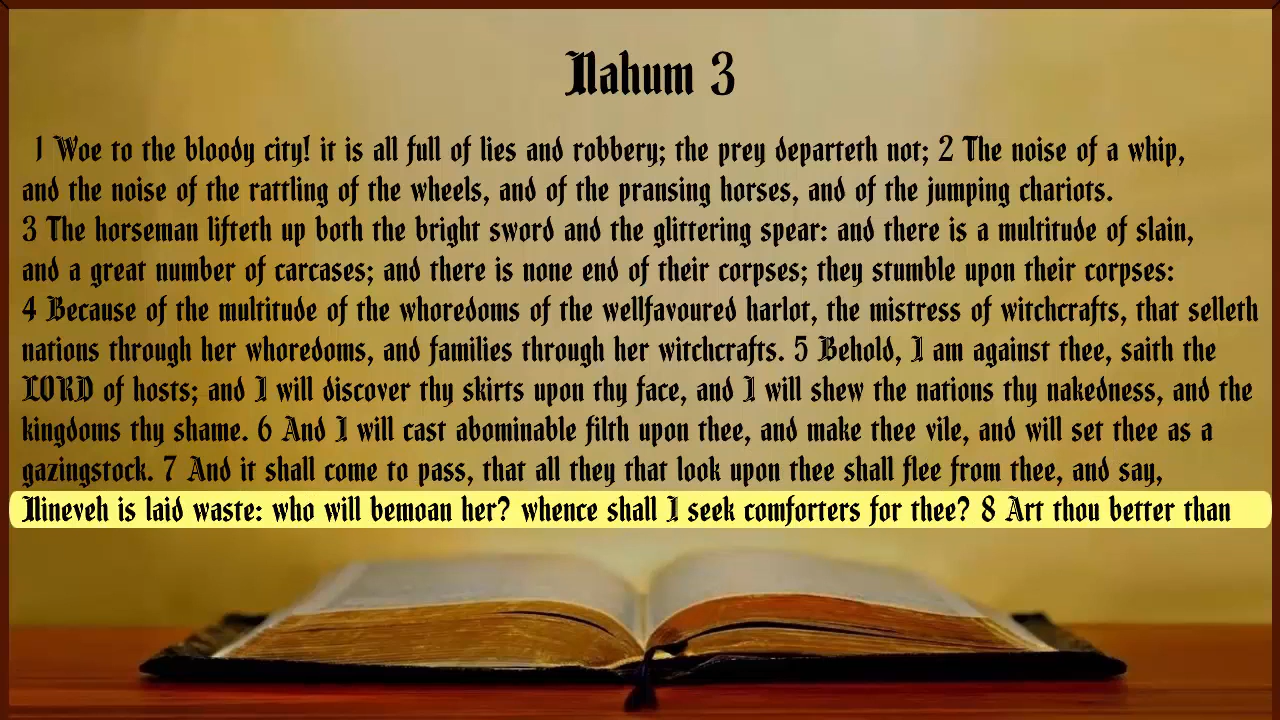 Nahum 3
1 Woe to the bloody city! it is all full of lies and robbery; the prey departeth not; 2 The noise of a whip,
and the noise of the rattling of the wheels, and of the pransing horses, and of the jumping chariots.
3 The horseman lifteth up both the bright sword and the glittering spear: and there is a multitude of slain,
and a great number of carcases; and there is none end of their corpses; they stumble upon their corpses:
4 Because of the multitude of the whoredoms of the wellfavoured harlot, the mistress of witchcrafts, that selleth
nations through her whoredoms, and families through her witchcrafts. 5 Behold, I am against thee, saith the
LORD of hosts; and I will discover thy skirts upon thy face, and I will shew the nations thy nakedness, and the
kingdoms thy shame. 6 And I will cast abominable filth upon thee, and make thee vile, and will set thee as a
gazingstock. 7 And it shall come to pass, that all they that look upon thee shall flee from thee, and say,
Nineveh is laid waste: who will bemoan her? whence shall I seek comforters for thee? 8 Art thou better than